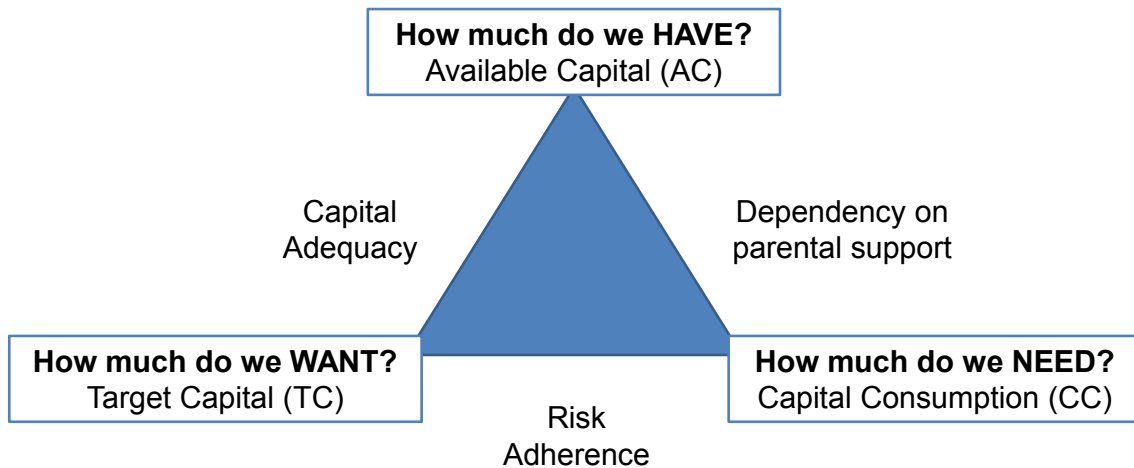 How much do we HAVE?
Available Capital (AC)
Capital
Adequacy
Dependency on
parental support
How much do we WANT?
Target Capital (TC)
How much do we NEED?
Capital Consumption (CC)
Risk
Adherence